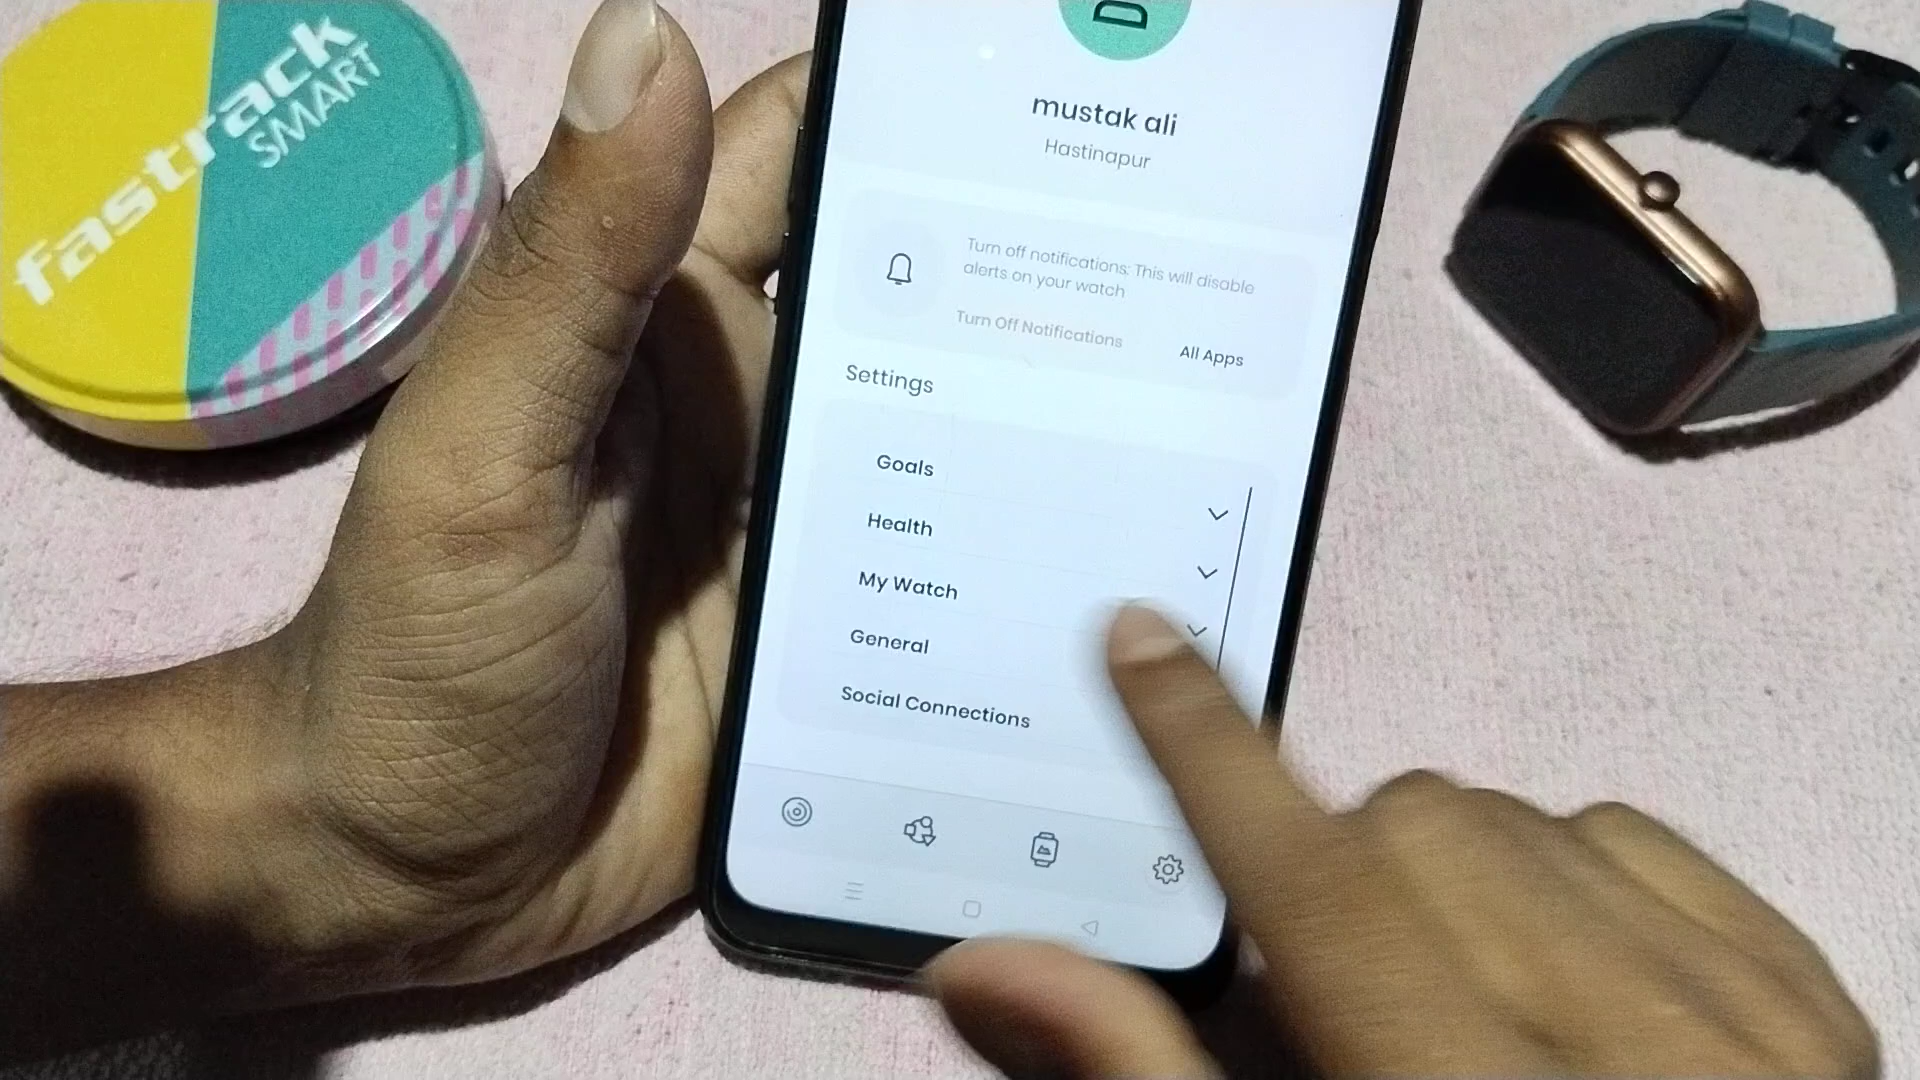 fastrack
SMART
D
mustak ali
Hastinapur
Turn off notifications: This will disable
alerts on your watch
Turn Off Notifications
All Apps
Settings
Goals
Health
My Watch
General
Social Connections